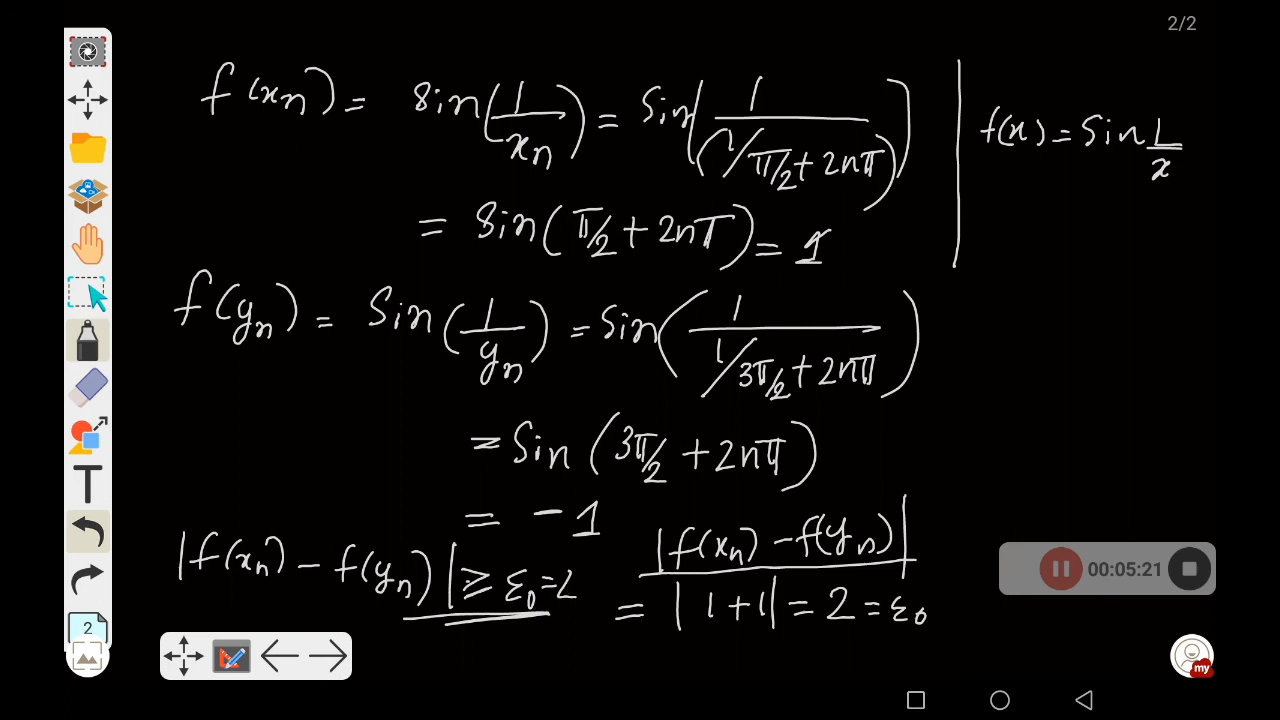 2/2
f(xn) = sin(1/xn) = Sin(1/(1/π/2 + 2nπ))
f(x) = Sin 1/x
= sin(π/2 + 2nπ) = 1
f(yn) = Sin(1/yn) = Sin(1/(1/3π/2 + 2nπ))
= Sin (3π/2 + 2nπ)
= -1
|f(xn) - f(yn)| ≥ ε0 = 2
|f(xn) - f(yn)|
= |1+1| = 2 = ε0
00:05:21
T
2
my